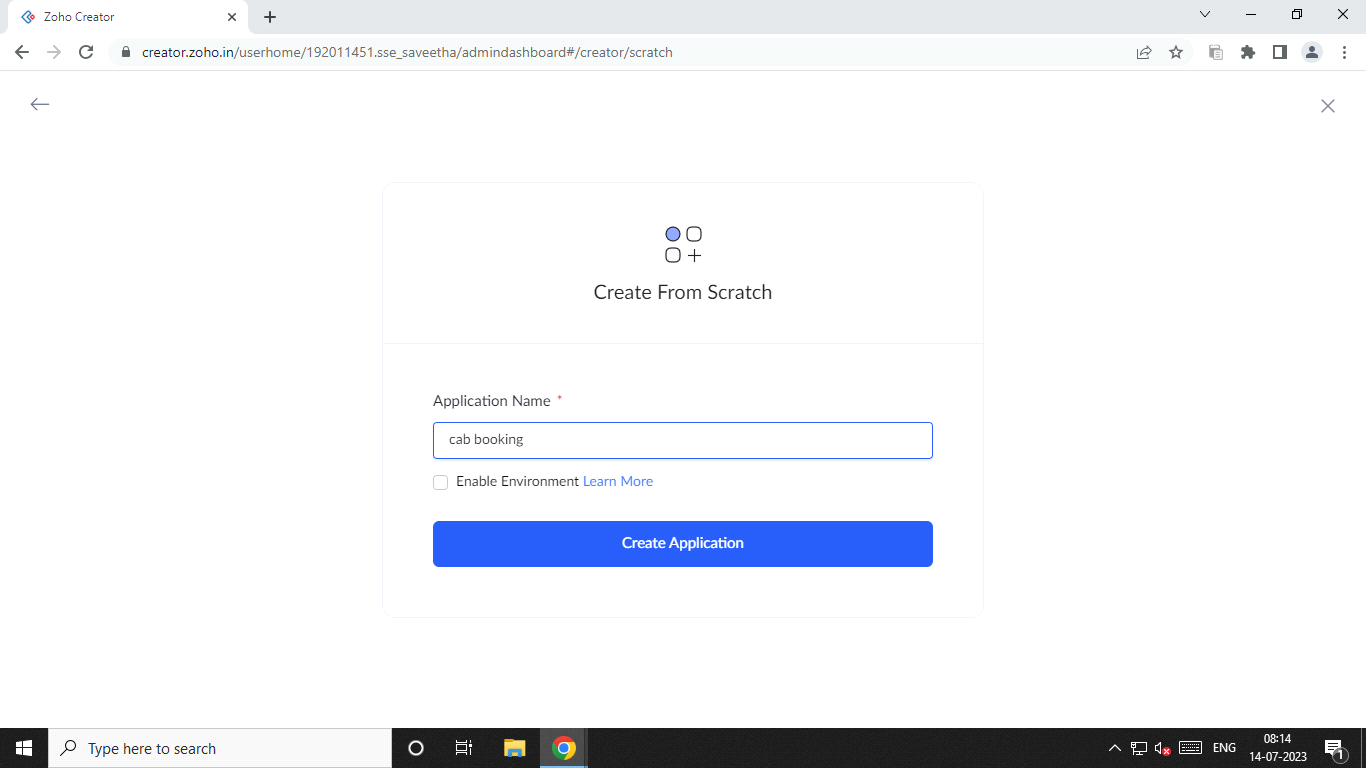 Zoho Creator
creator.zoho.in/userhome/192011451.sse_saveetha/admindashboard#/creator/scratch
Create From Scratch
Application Name *
cab booking
Enable Environment Learn More
Create Application
Type here to search
ENG
08:14
14-07-2023
1